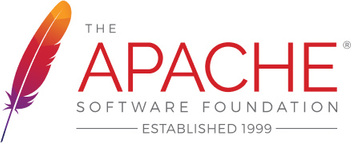 THE
APACHE®
SOFTWARE FOUNDATION
ESTABLISHED 1999